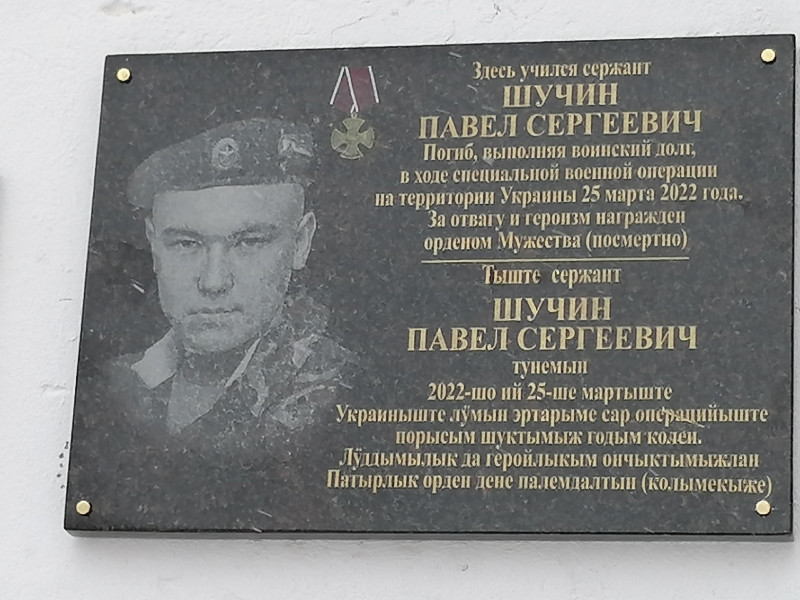 Здесь учился сержант
ШУЧИН
ПАВЕЛ СЕРГЕЕВИЧ
Погиб, выполняя воинский долг,
в ходе специальной военной операции
на территории Украины 25 марта 2022 года.
За отвагу и героизм награжден
орденом Мужества (посмертно)
Тыште сержант
ШУЧИН
ПАВЕЛ СЕРГЕЕВИЧ
тунемын
2022-шо ий 25-ше мартыште
Украиныште лӱмын эртарыме сар операцийыште
порысым шуктымыж годым колен.
Лӱддымылык да геройлыкым ончыктымыжлан
Патырлык орден дене палемдалтын (колымекыже)